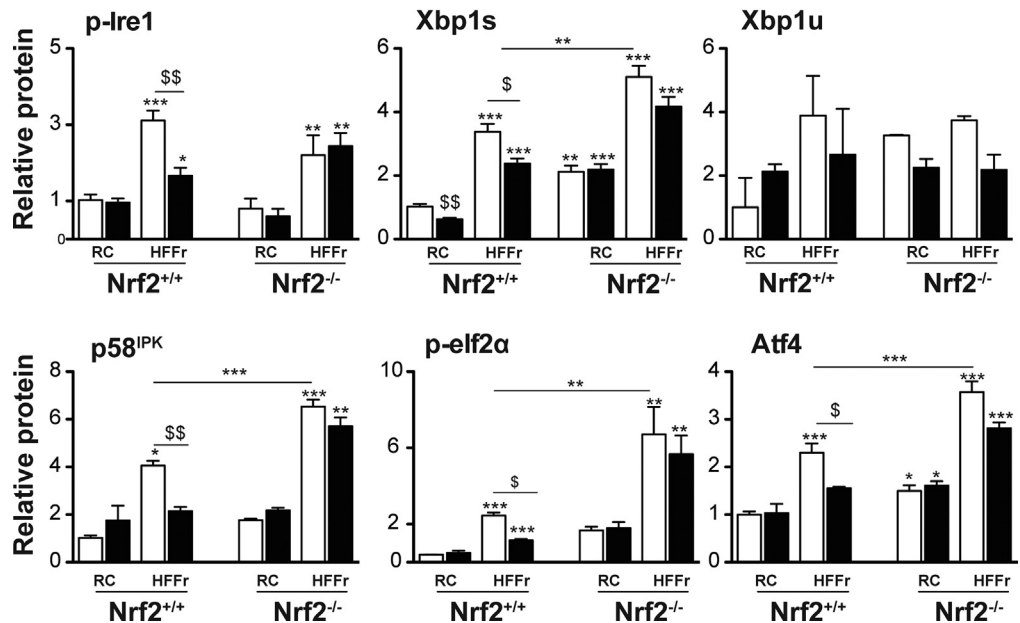 p-Ire1
Relative protein
5
3
1
0
$$
***
*
**
**
RC
HFFr
RC
HFFr
Nrf2+/+
Nrf2-/-
Xbp1s
6
4
2
0
**
$$
***
$
***
**
***
***
***
RC
HFFr
RC
HFFr
Nrf2+/+
Nrf2-/-
Xbp1u
6
4
2
0
RC
HFFr
RC
HFFr
Nrf2+/+
Nrf2-/-
p58IPK
Relative protein
8
6
4
2
0
***
*
$$
***
**
RC
HFFr
RC
HFFr
Nrf2+/+
Nrf2-/-
p-eIf2α
10
6
2
0
**
***
$
***
**
**
RC
HFFr
RC
HFFr
Nrf2+/+
Nrf2-/-
Atf4
4
3
2
1
0
***
***
$
*
*
***
***
RC
HFFr
RC
HFFr
Nrf2+/+
Nrf2-/-